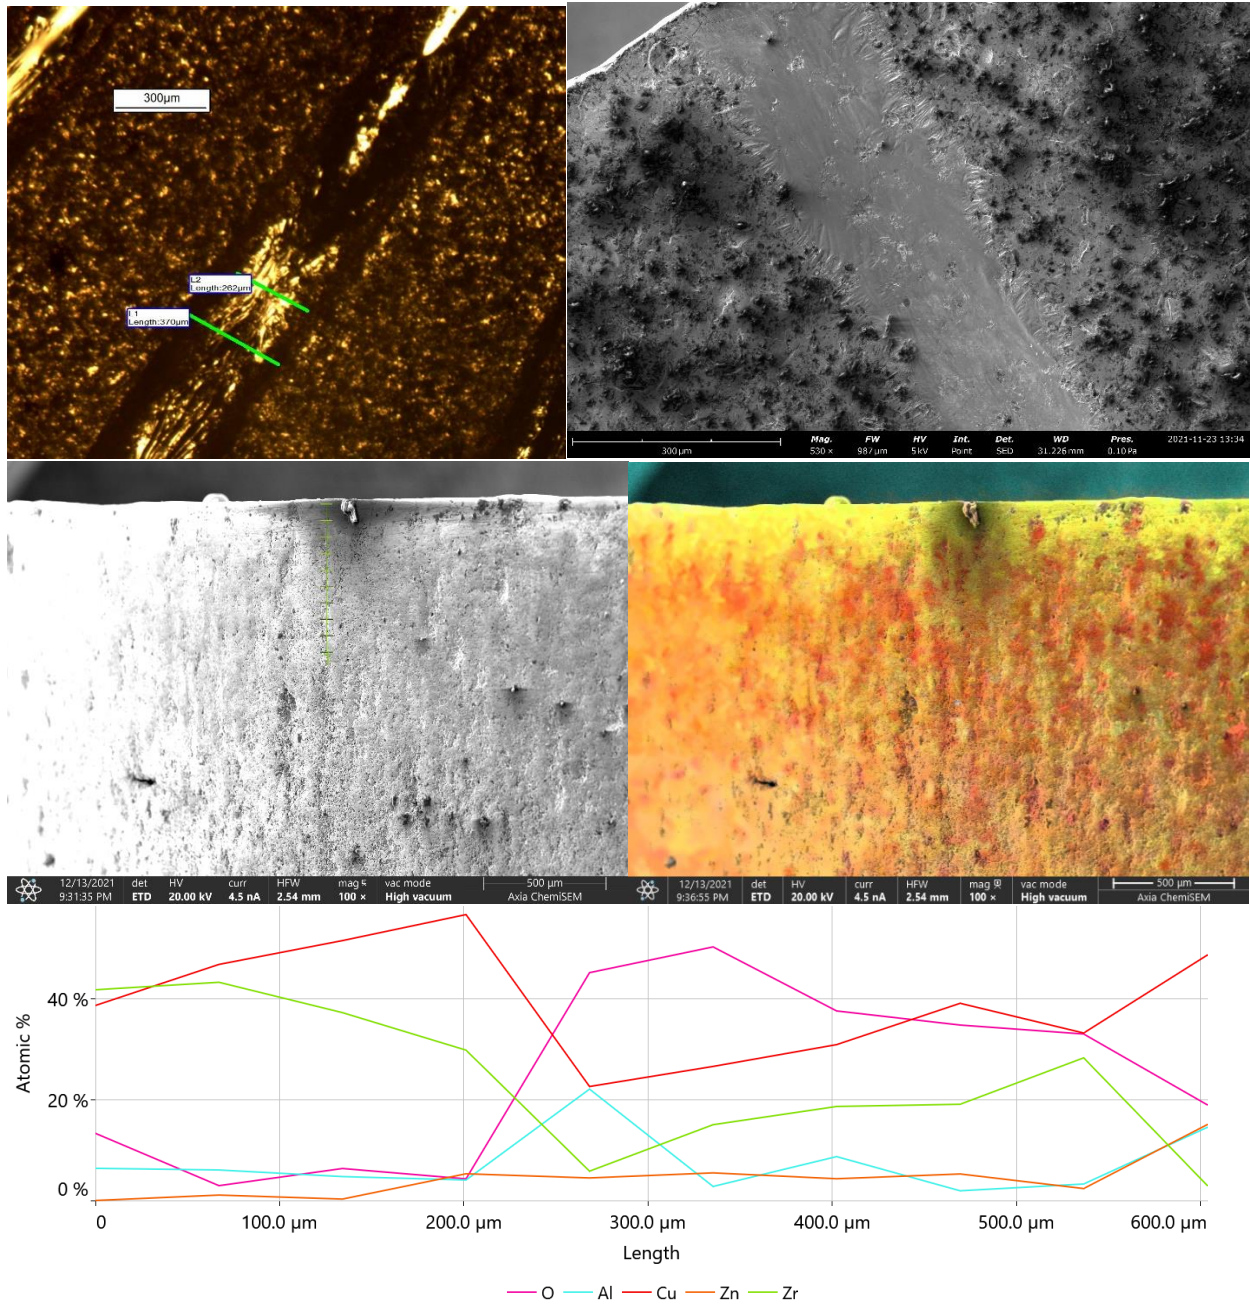 300µm
L2
Length:262µm
L1
Length:370µm
300 µm
Mag. FW HV Int. Det. WD Pres. 2021-11-23 13:34
530 × 987 µm 5 kV Point SED 31.226 mm 0.10 Pa
12/13/2021 det HV curr HFW mag vac mode 500 µm
9:31:35 PM ETD 20.00 kV 4.5 nA 2.54 mm 100 × High vacuum Axia ChemiSEM
12/13/2021 det HV curr HFW mag vac mode 500 µm
9:36:55 PM ETD 20.00 kV 4.5 nA 2.54 mm 100 × High vacuum Axia ChemiSEM
Atomic %
40 %
20 %
0 %
0 100.0 µm 200.0 µm 300.0 µm 400.0 µm 500.0 µm 600.0 µm
Length
O Al Cu Zn Zr